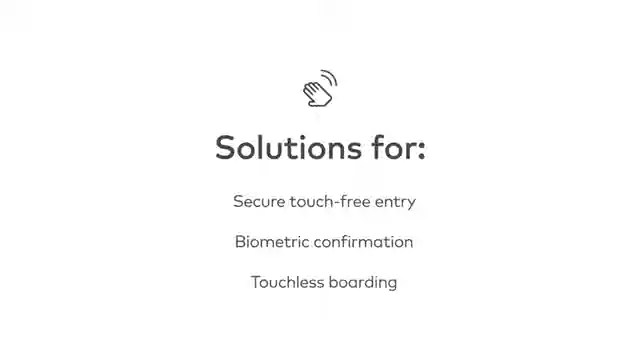 Solutions for:
Secure touch-free entry
Biometric confirmation
Touchless boarding